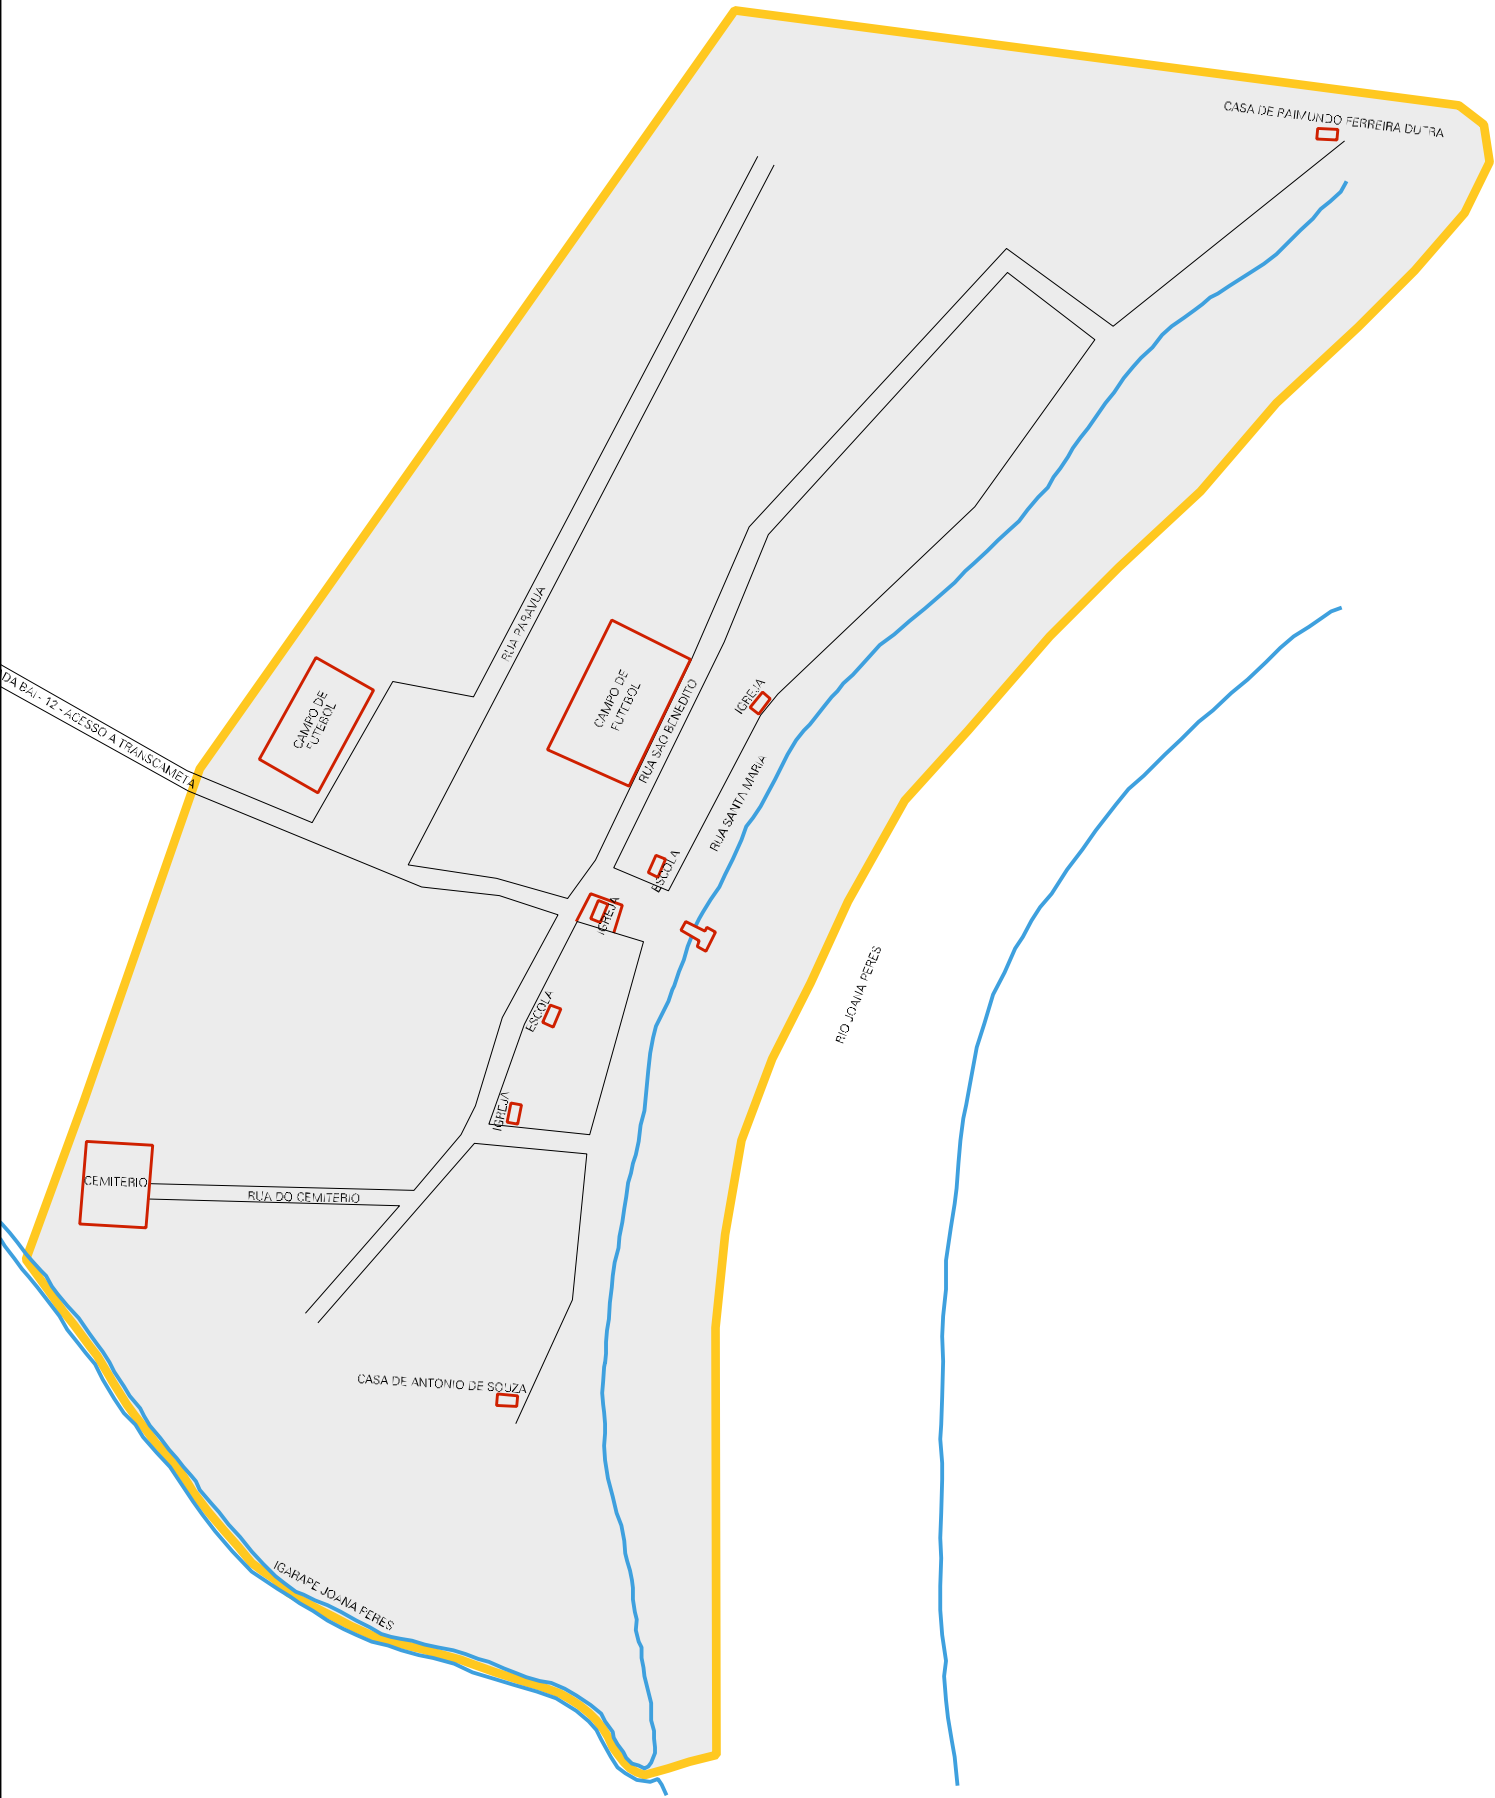 CASA DE RAIMUNDO FERREIRA DUTRA
RUA PARAVIJA
CAMPO DE
FUTEBOL
CAMPO DE
FUTEBOL
RUA SAO BENEDITO
IGREJA
DA BAI - 12 - ACESSO A TRANSCAMETA
RUA SANTA MARIA
ESCOLA
IGREJA
RIO JOANA PERES
ESCOLA
IGREJA
CEMITERIO
RUA DO CEMITERIO
CASA DE ANTONIO DE SOUZA
IGARAPE JOANA PERES